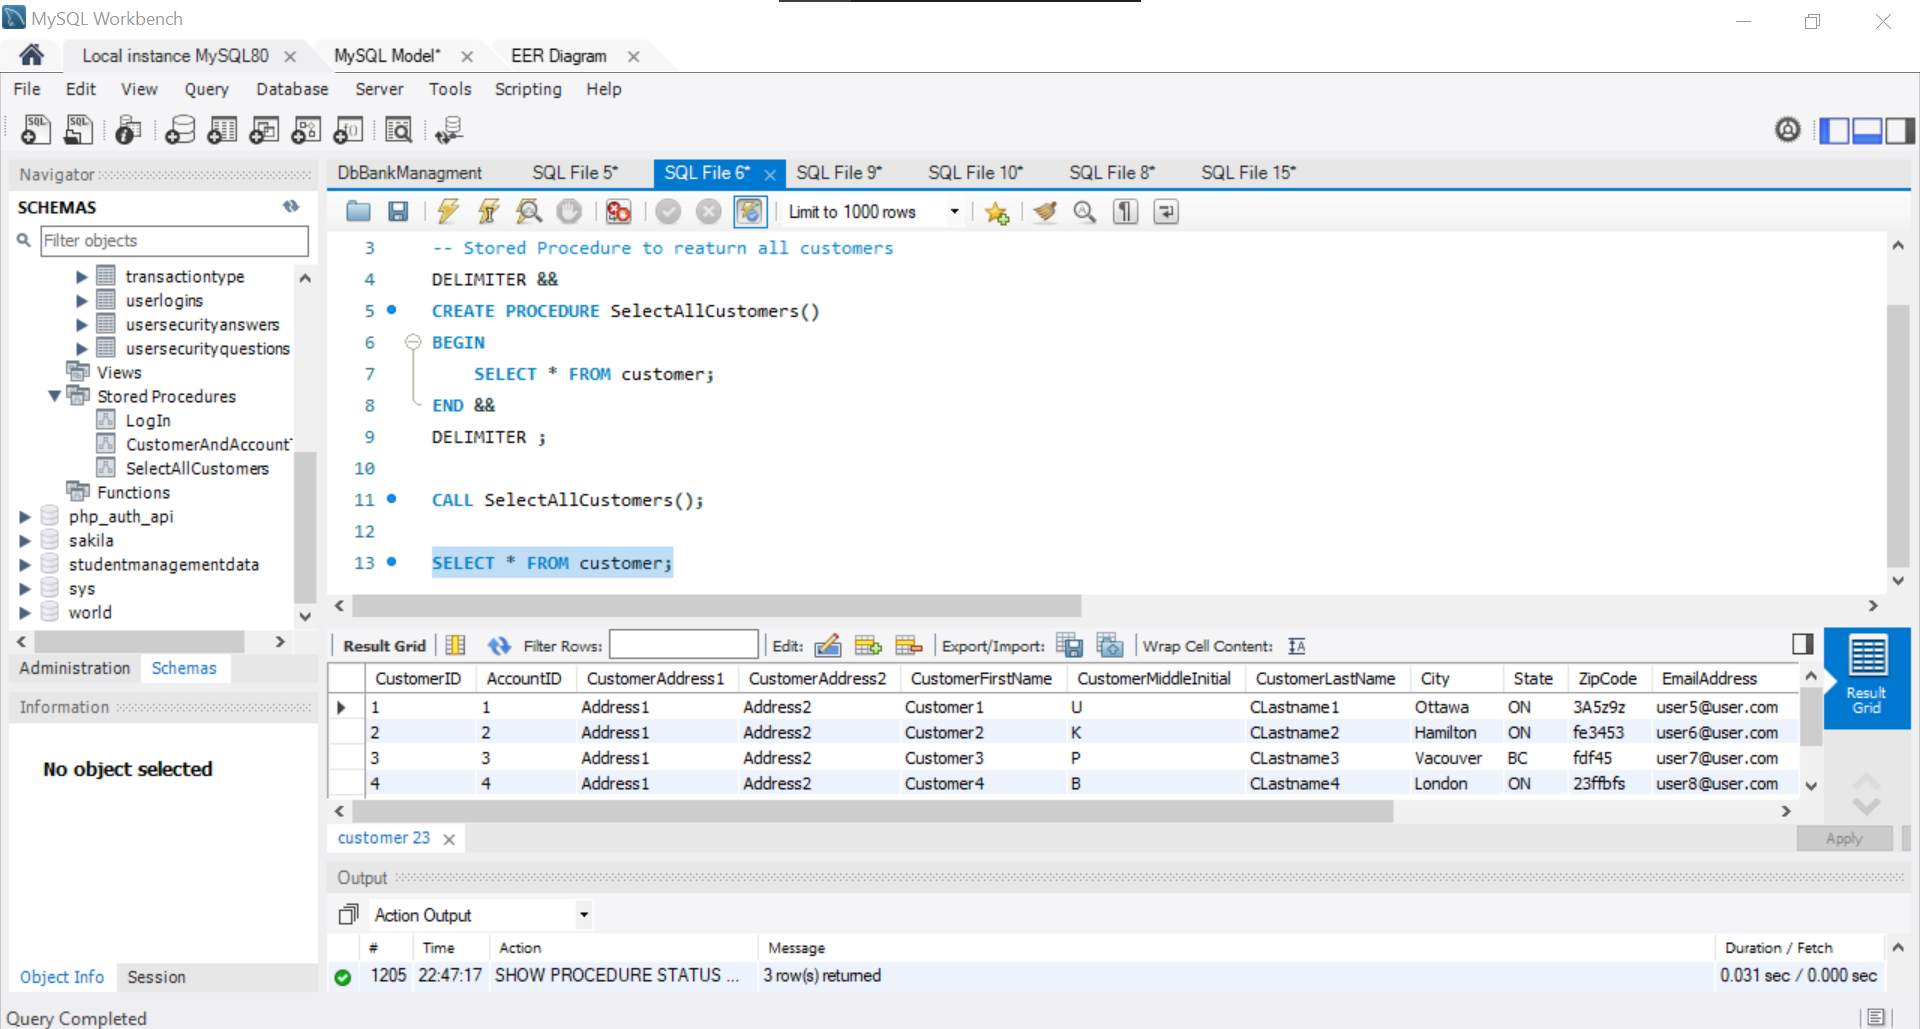 MySQL Workbench
Local instance MySQL80
MySQL Model*
EER Diagram
File Edit View Query Database Server Tools Scripting Help
DbBankManagment SQL File 5* SQL File 6* SQL File 9* SQL File 10* SQL File 8* SQL File 15*
Navigator
SCHEMAS
Filter objects
transactiontype
userlogins
usersecurityanswers
usersecurityquestions
Views
Stored Procedures
LogIn
CustomerAndAccount
SelectAllCustomers
Functions
php_auth_api
sakila
studentmanagementdata
sys
world
Administration Schemas
Information
No object selected
Object Info Session
Query Completed
Limit to 1000 rows
3 -- Stored Procedure to reaturn all customers
4 DELIMITER &&
5 CREATE PROCEDURE SelectAllCustomers()
6 BEGIN
7 SELECT * FROM customer;
8 END &&
9 DELIMITER ;
10
11 CALL SelectAllCustomers();
12
13 SELECT * FROM customer;
Result Grid Filter Rows: Edit: Export/Import: Wrap Cell Content: IA
CustomerID AccountID CustomerAddress1 CustomerAddress2 CustomerFirstName CustomerMiddleInitial CustomerLastName City State ZipCode EmailAddress
1 1 Address1 Address2 Customer1 U CLastname1 Ottawa ON 3A5z9z user5@user.com
2 2 Address1 Address2 Customer2 K CLastname2 Hamilton ON fe3453 user6@user.com
3 3 Address1 Address2 Customer3 P CLastname3 Vacouver BC fdf45 user7@user.com
4 4 Address1 Address2 Customer4 B CLastname4 London ON 23ffbfs user8@user.com
Result
Grid
customer 23
Apply
Output
Action Output
# Time Action Message Duration / Fetch
1205 22:47:17 SHOW PROCEDURE STATUS ... 3 row(s) returned 0.031 sec / 0.000 sec